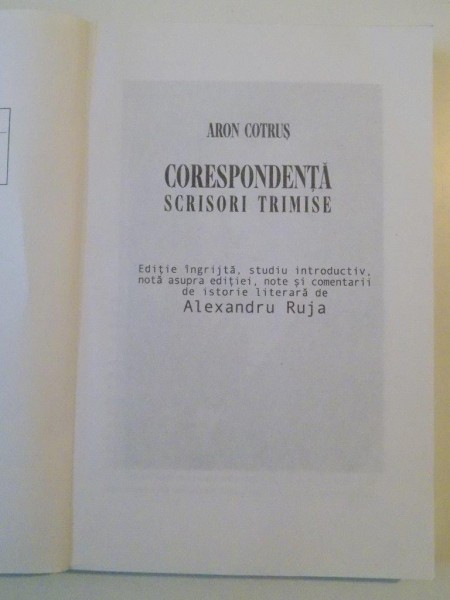 ARON COTRUȘ
CORESPONDENȚĂ
SCRISORI TRIMISE
Ediție îngrijtă, studiu introductiv,
notă asupra ediției, note și comentarii
de istorie literară de
Alexandru Ruja